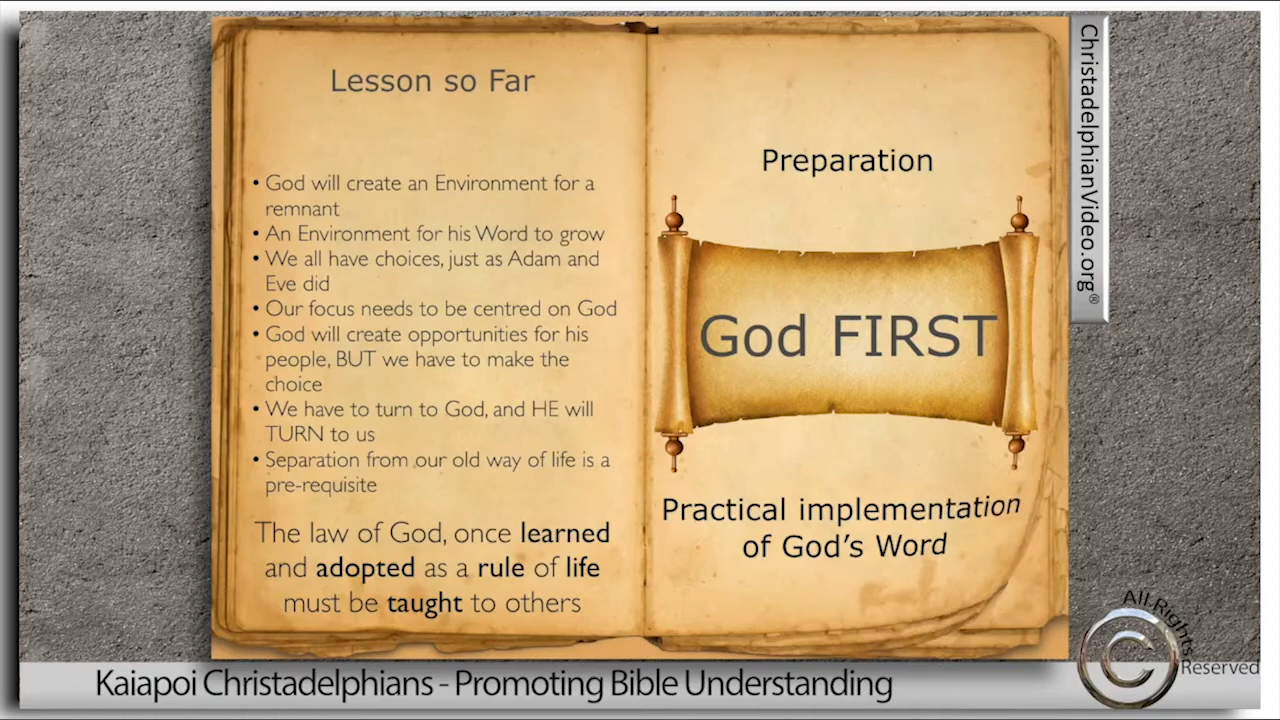 Lesson so Far
• God will create an Environment for a
remnant
• An Environment for his Word to grow
• We all have choices, just as Adam and
Eve did
• Our focus needs to be centred on God
• God will create opportunities for his
people, BUT we have to make the
choice
• We have to turn to God, and HE will
TURN to us
• Separation from our old way of life is a
pre-requisite
The law of God, once learned
and adopted as a rule of life
must be taught to others
Preparation
God FIRST
Practical implementation
of God's Word
ChristadelphianVideo.org®
Kaiapoi Christadelphians - Promoting Bible Understanding
All Rights
C
Reserved